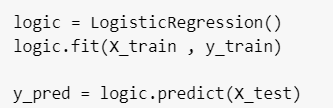 logic = LogisticRegression()
logic.fit(X_train , y_train)
y_pred = logic.predict(X_test)